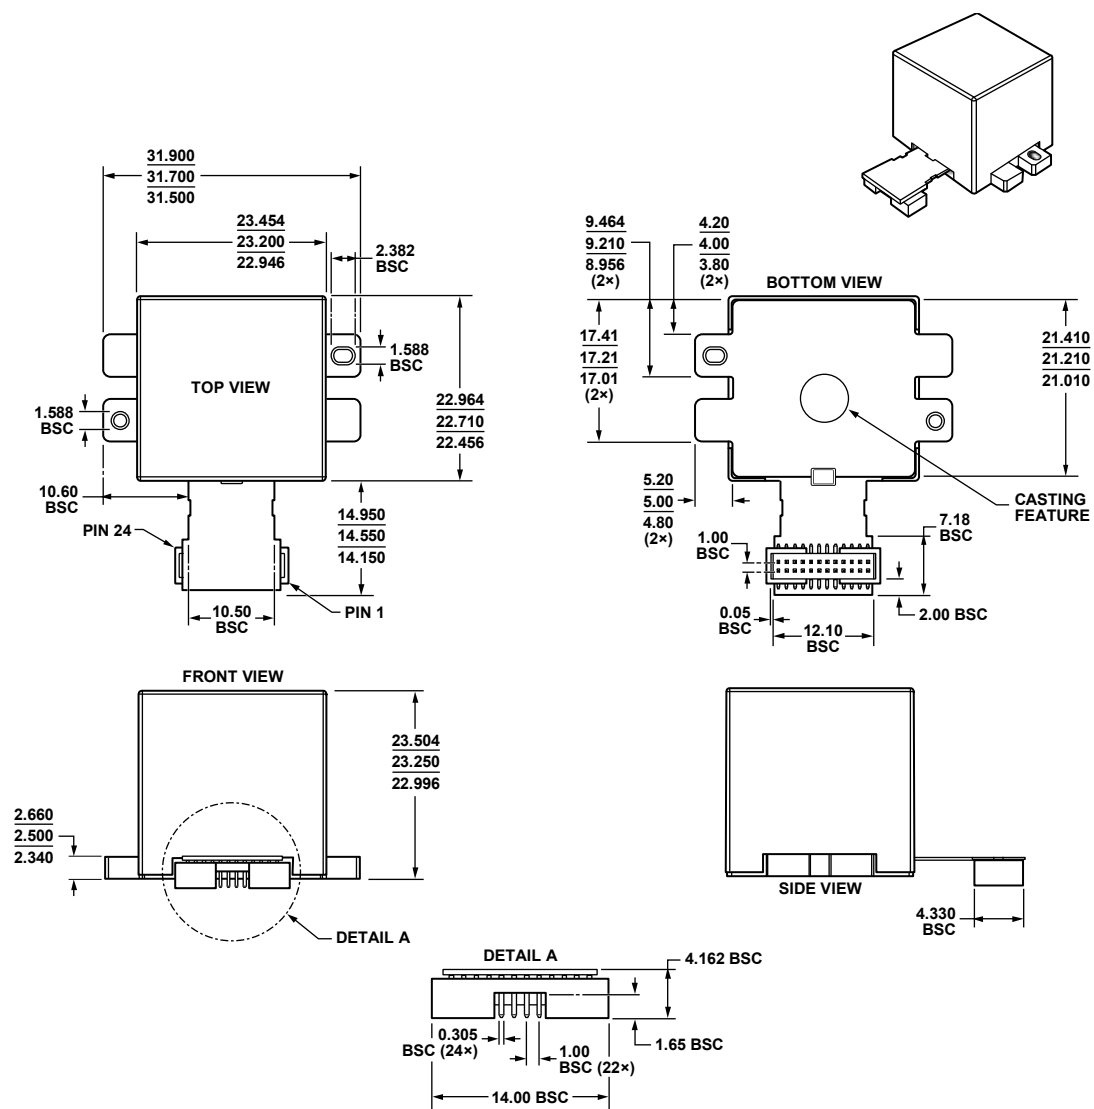 31.900
31.700
31.500
23.454
23.200
22.946
2.382
BSC
9.464
9.210
8.956
(2×)
4.20
4.00
3.80
(2×)
BOTTOM VIEW
TOP VIEW
1.588
BSC
1.588
BSC
22.964
22.710
22.456
17.41
17.21
17.01
(2×)
21.410
21.210
21.010
10.60
BSC
PIN 24
14.950
14.550
14.150
PIN 1
10.50
BSC
5.20
5.00
4.80
(2×)
1.00
BSC
CASTING
FEATURE
7.18
BSC
0.05
BSC
12.10
BSC
2.00 BSC
FRONT VIEW
23.504
23.250
22.996
2.660
2.500
2.340
DETAIL A
SIDE VIEW
4.330
BSC
DETAIL A
4.162 BSC
0.305
BSC (24×)
1.00
BSC (22×)
1.65 BSC
14.00 BSC